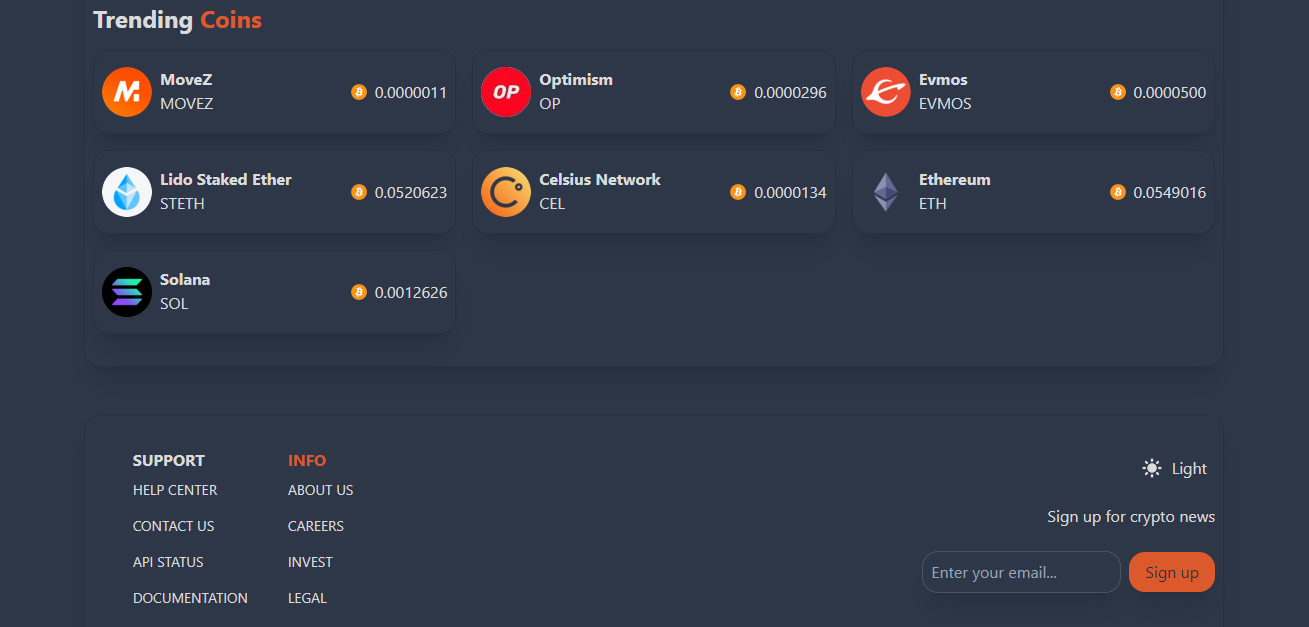 Trending Coins
MoveZ
MOVEZ
0.0000011
OP
Optimism
OP
0.0000296
Evmos
EVMOS
0.0000500
Lido Staked Ether
STETH
0.0520623
Celsius Network
CEL
0.0000134
Ethereum
ETH
0.0549016
Solana
SOL
0.0012626
SUPPORT
HELP CENTER
CONTACT US
API STATUS
DOCUMENTATION
INFO
ABOUT US
CAREERS
INVEST
LEGAL
Light
Sign up for crypto news
Enter your email...
Sign up